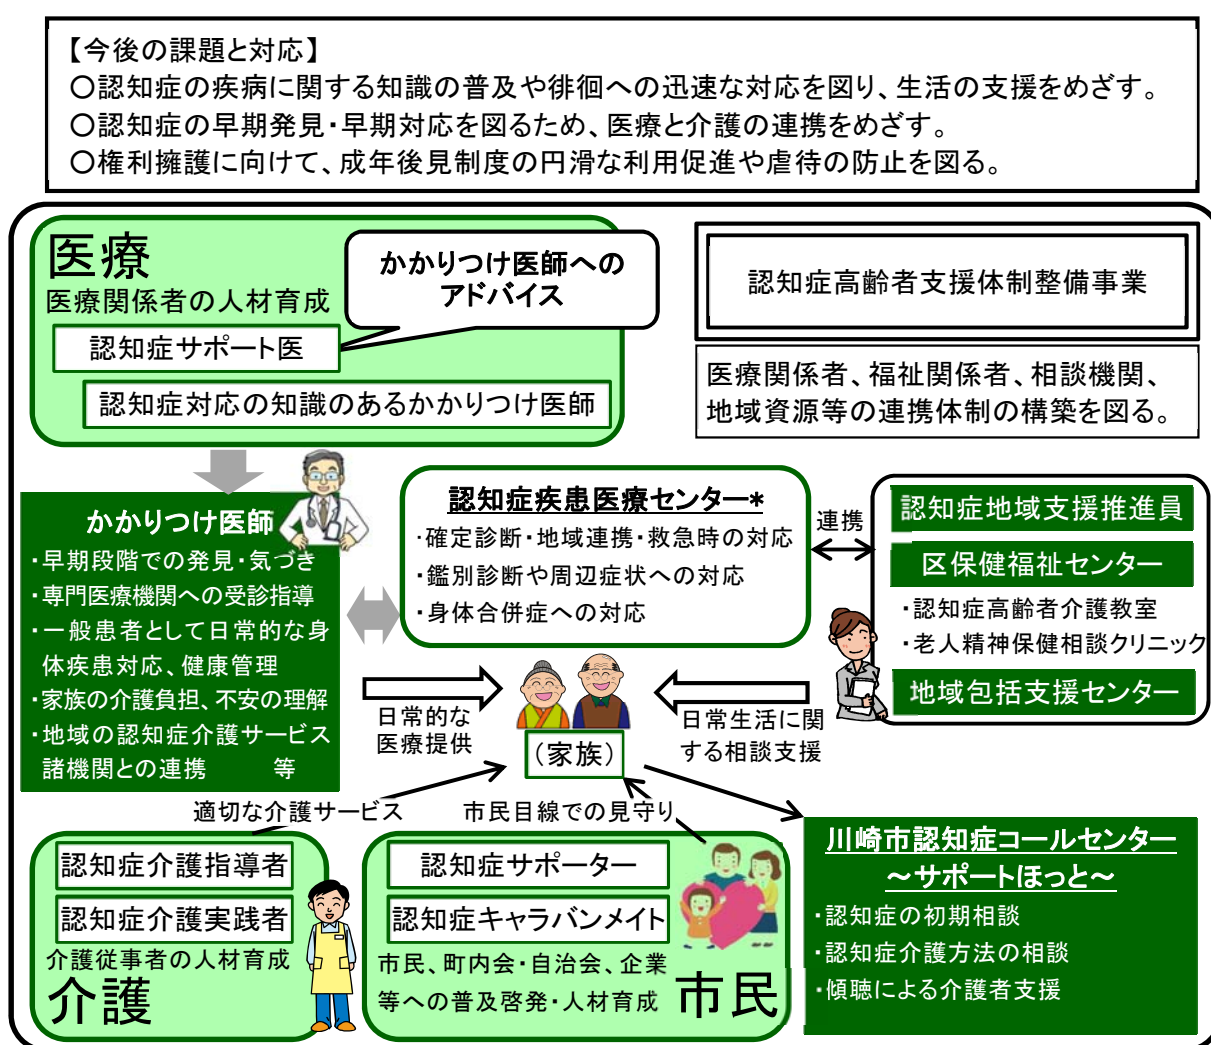 【今後の課題と対応】
〇認知症の疾病に関する知識の普及や徘徊への迅速な対応を図り、生活の支援をめざす。
〇認知症の早期発見・早期対応を図るため、医療と介護の連携をめざす。
〇権利擁護に向けて、成年後見制度の円滑な利用促進や虐待の防止を図る。
医療
医療関係者の人材育成
かかりつけ医師への
アドバイス
認知症サポート医
認知症対応の知識のあるかかりつけ医師
認知症高齢者支援体制整備事業
医療関係者、福祉関係者、相談機関、
地域資源等の連携体制の構築を図る。
かかりつけ医師
・早期段階での発見・気づき
・専門医療機関への受診指導
・一般患者として日常的な身
体疾患対応、健康管理
・家族の介護負担、不安の理解
・地域の認知症介護サービス
諸機関との連携　　等
認知症疾患医療センター*
・確定診断・地域連携・救急時の対応
・鑑別診断や周辺症状への対応
・身体合併症への対応
連携
認知症地域支援推進員
区保健福祉センター
・認知症高齢者介護教室
・老人精神保健相談クリニック
地域包括支援センター
日常的な
医療提供
（家族）
日常生活に関
する相談支援
適切な介護サービス
市民目線での見守り
認知症介護指導者
認知症介護実践者
介護従事者の人材育成
介護
認知症サポーター
認知症キャラバンメイト
市民、町内会・自治会、企業
等への普及啓発・人材育成
市民
川崎市認知症コールセンター
～サポートほっと～
・認知症の初期相談
・認知症介護方法の相談
・傾聴による介護者支援